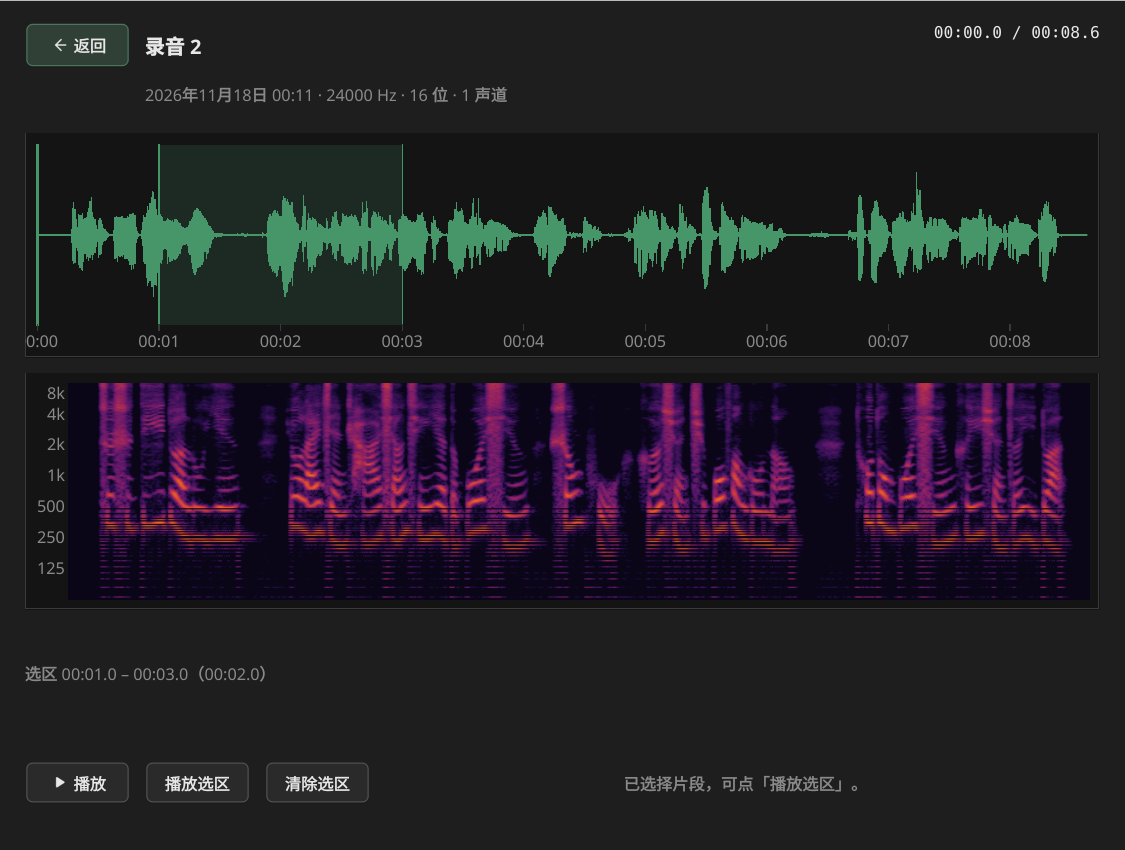 ← 返回
录音 2
00:00.0 / 00:08.6
2026年11月18日 00:11 · 24000 Hz · 16 位 · 1 声道
0:00 00:01 00:02 00:03 00:04 00:05 00:06 00:07 00:08
8k
4k
2k
1k
500
250
125
选区 00:01.0 – 00:03.0（00:02.0）
播放
播放选区
清除选区
已选择片段，可点「播放选区」。